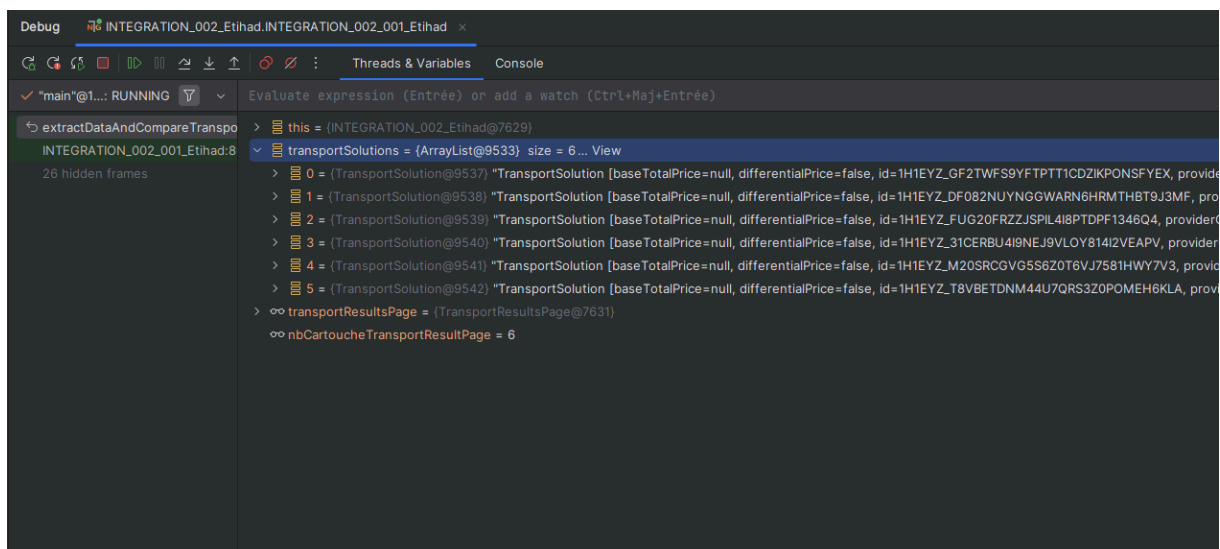 Debug INTEGRATION_002_Etihad.INTEGRATION_002_001_Etihad ×
Threads & Variables Console
"main"@1...: RUNNING Evaluate expression (Entrée) or add a watch (Ctrl+Maj+Entrée)
extractDataAndCompareTranspo
INTEGRATION_002_001_Etihad:8
26 hidden frames
this = {INTEGRATION_002_Etihad@7629}
transportSolutions = {ArrayList@9533} size = 6... View
0 = {TransportSolution@9537} "TransportSolution [baseTotalPrice=null, differentialPrice=false, id=1H1EYZ_GF2TWFS9YFTPTT1CDZIKPONSFYEX, provide
1 = {TransportSolution@9538} "TransportSolution [baseTotalPrice=null, differentialPrice=false, id=1H1EYZ_DF082NUYNGGWARN6HRMTHBT9J3MF, pro
2 = {TransportSolution@9539} "TransportSolution [baseTotalPrice=null, differentialPrice=false, id=1H1EYZ_FUG20FRZZJSPIL4I8PTDPF1346Q4, provider
3 = {TransportSolution@9540} "TransportSolution [baseTotalPrice=null, differentialPrice=false, id=1H1EYZ_31CERBU4I9NEJ9VLOY814I2VEAPV, provider
4 = {TransportSolution@9541} "TransportSolution [baseTotalPrice=null, differentialPrice=false, id=1H1EYZ_M20SRCGVG5S6Z0T6VJ7581HWY7V3, provid
5 = {TransportSolution@9542} "TransportSolution [baseTotalPrice=null, differentialPrice=false, id=1H1EYZ_T8VBETDNM44U7QRS3Z0POMEH6KLA, provi
transportResultsPage = {TransportResultsPage@7631}
nbCartoucheTransportResultPage = 6